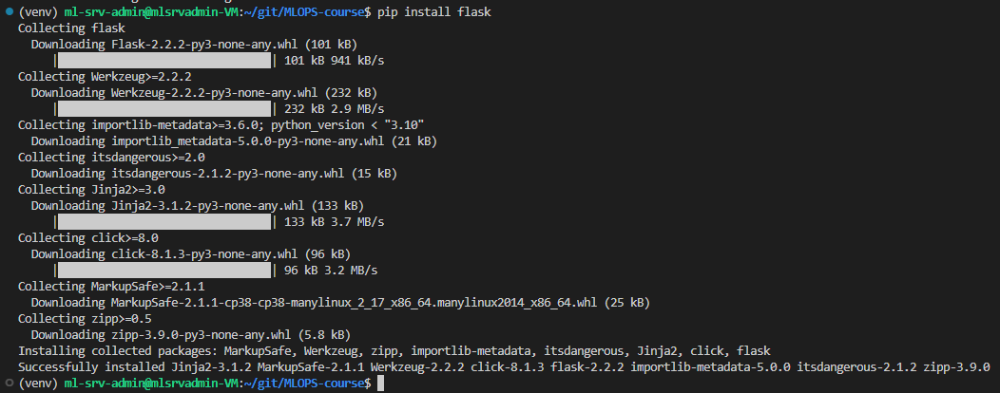 (venv) ml-srv-admin@mlsrvadmin-VM:~/git/MLOPS-course$ pip install flask
Collecting flask
  Downloading Flask-2.2.2-py3-none-any.whl (101 kB)
     |                                | 101 kB 941 kB/s
Collecting Werkzeug>=2.2.2
  Downloading Werkzeug-2.2.2-py3-none-any.whl (232 kB)
     |                                | 232 kB 2.9 MB/s
Collecting importlib-metadata>=3.6.0; python_version < "3.10"
  Downloading importlib_metadata-5.0.0-py3-none-any.whl (21 kB)
Collecting itsdangerous>=2.0
  Downloading itsdangerous-2.1.2-py3-none-any.whl (15 kB)
Collecting Jinja2>=3.0
  Downloading Jinja2-3.1.2-py3-none-any.whl (133 kB)
     |                                | 133 kB 3.7 MB/s
Collecting click>=8.0
  Downloading click-8.1.3-py3-none-any.whl (96 kB)
     |                                | 96 kB 3.2 MB/s
Collecting MarkupSafe>=2.1.1
  Downloading MarkupSafe-2.1.1-cp38-cp38-manylinux_2_17_x86_64.manylinux2014_x86_64.whl (25 kB)
Collecting zipp>=0.5
  Downloading zipp-3.9.0-py3-none-any.whl (5.8 kB)
Installing collected packages: MarkupSafe, Werkzeug, zipp, importlib-metadata, itsdangerous, Jinja2, click, flask
Successfully installed Jinja2-3.1.2 MarkupSafe-2.1.1 Werkzeug-2.2.2 click-8.1.3 flask-2.2.2 importlib-metadata-5.0.0 itsdangerous-2.1.2 zipp-3.9.0
(venv) ml-srv-admin@mlsrvadmin-VM:~/git/MLOPS-course$